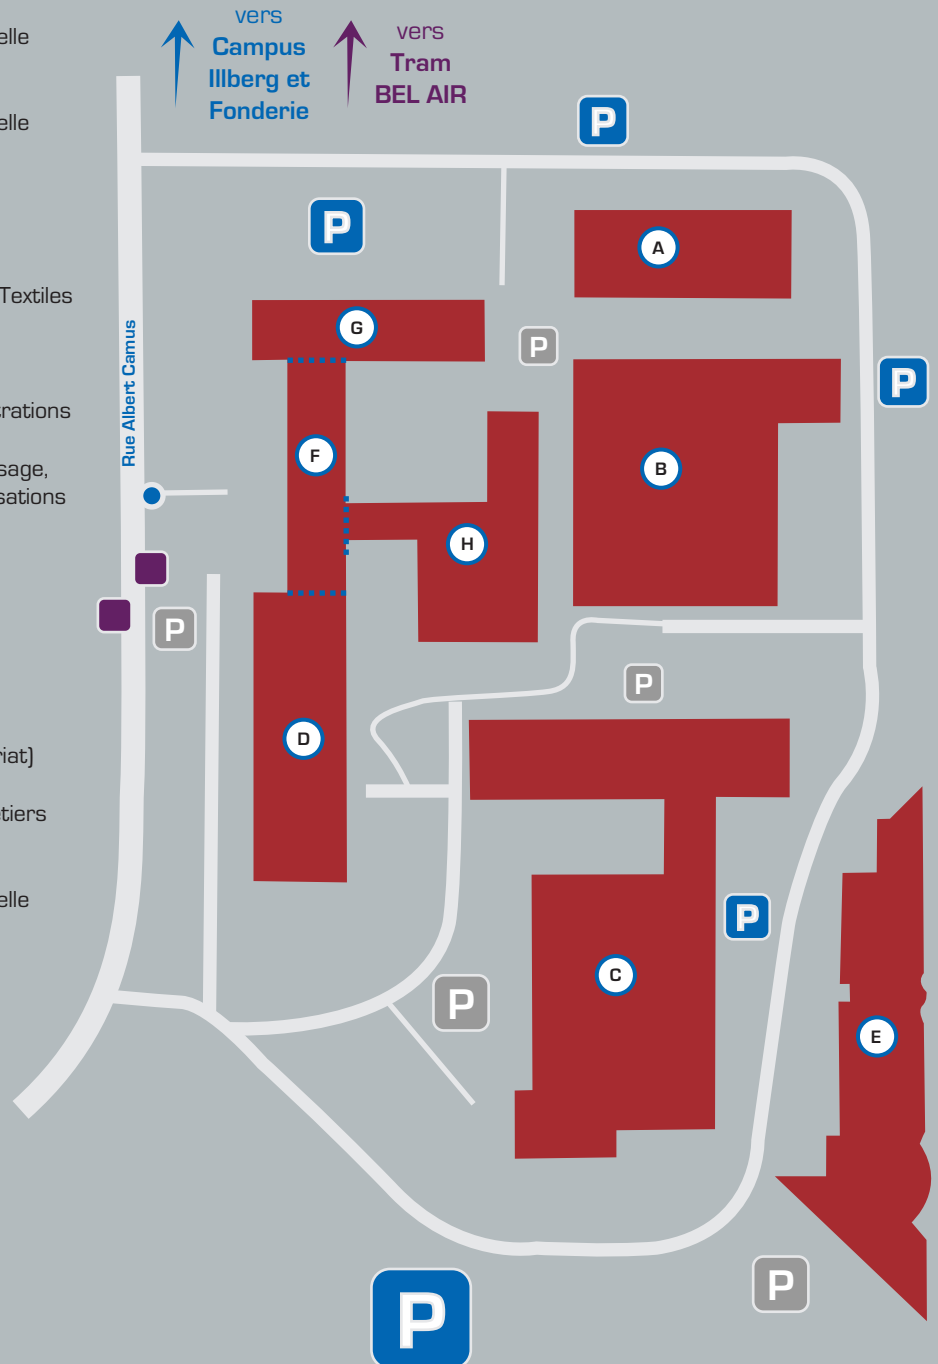 elle
vers
Campus
Illberg et
Fonderie
vers
Tram
BEL AIR
elle
P
P
A
Textiles
G
P
Rue Albert Camus
P
trations
F
B
sage,
sations
H
P
P
D
riat)
tiers
elle
P
C
P
E
P
P